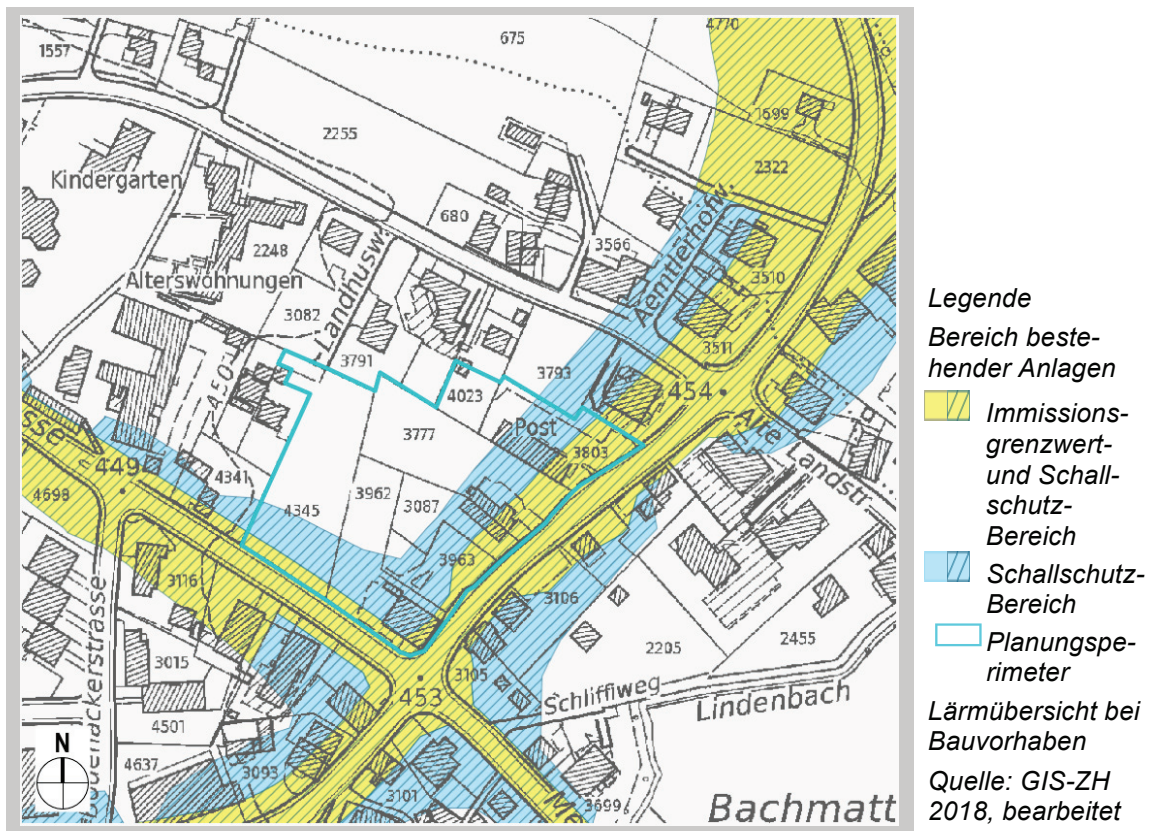 4770
675
1557
1599
2255
2322
Kindergarten
680
3566
Aemtlerhofw.
2248
3510
Alterswohnungen
Landhusw.
3082
3511
3791
3793
454
4023
Alte
Landstr
3777
Post
3803
449
4341
4698
4345
3962
3087
3963
3116
3106
3015
2205
2455
3105
453
Schliffiweg
Lindenbach
4501
N
4637
3093
3101
3699
Bachmatt
Legende
Bereich beste-
hender Anlagen
Immissions-
grenzwert-
und Schall-
schutz-
Bereich
Schallschutz-
Bereich
Planungspe-
rimeter
Lärmübersicht bei
Bauvorhaben
Quelle: GIS-ZH
2018, bearbeitet